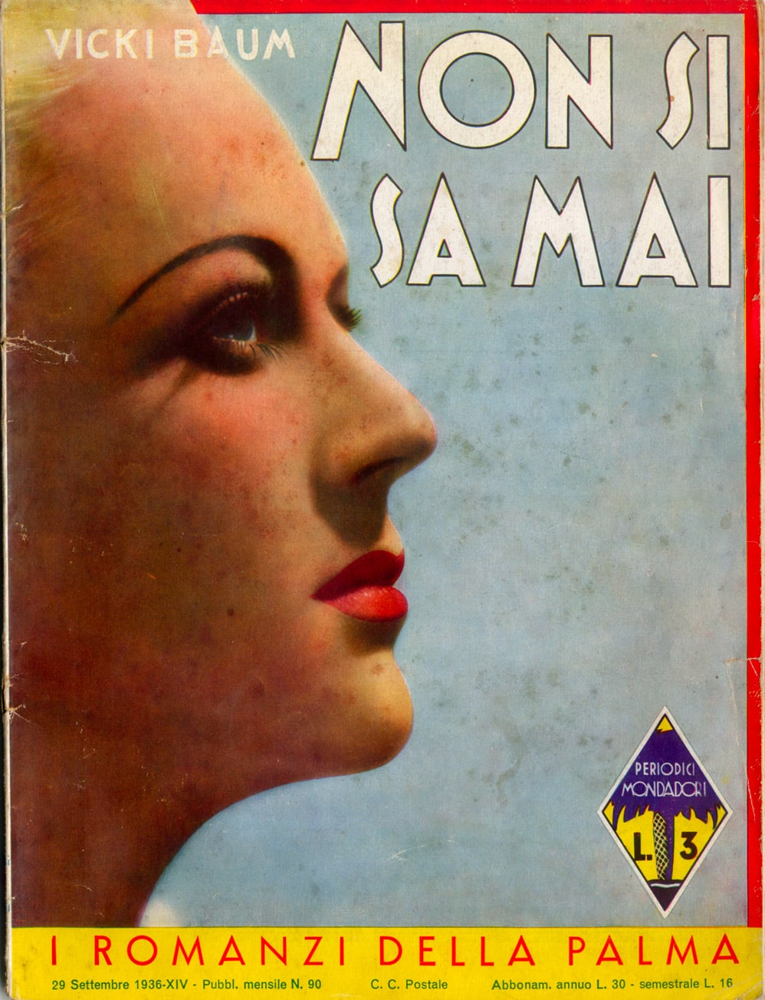 VICKI BAUM
NON SI
SA MAI
PERIODICI
MONDADORI
L. 3
I ROMANZI DELLA PALMA
29 Settembre 1936-XIV - Pubbl. mensile N. 90 C. C. Postale Abbonam. annuo L. 30 - semestrale L. 16